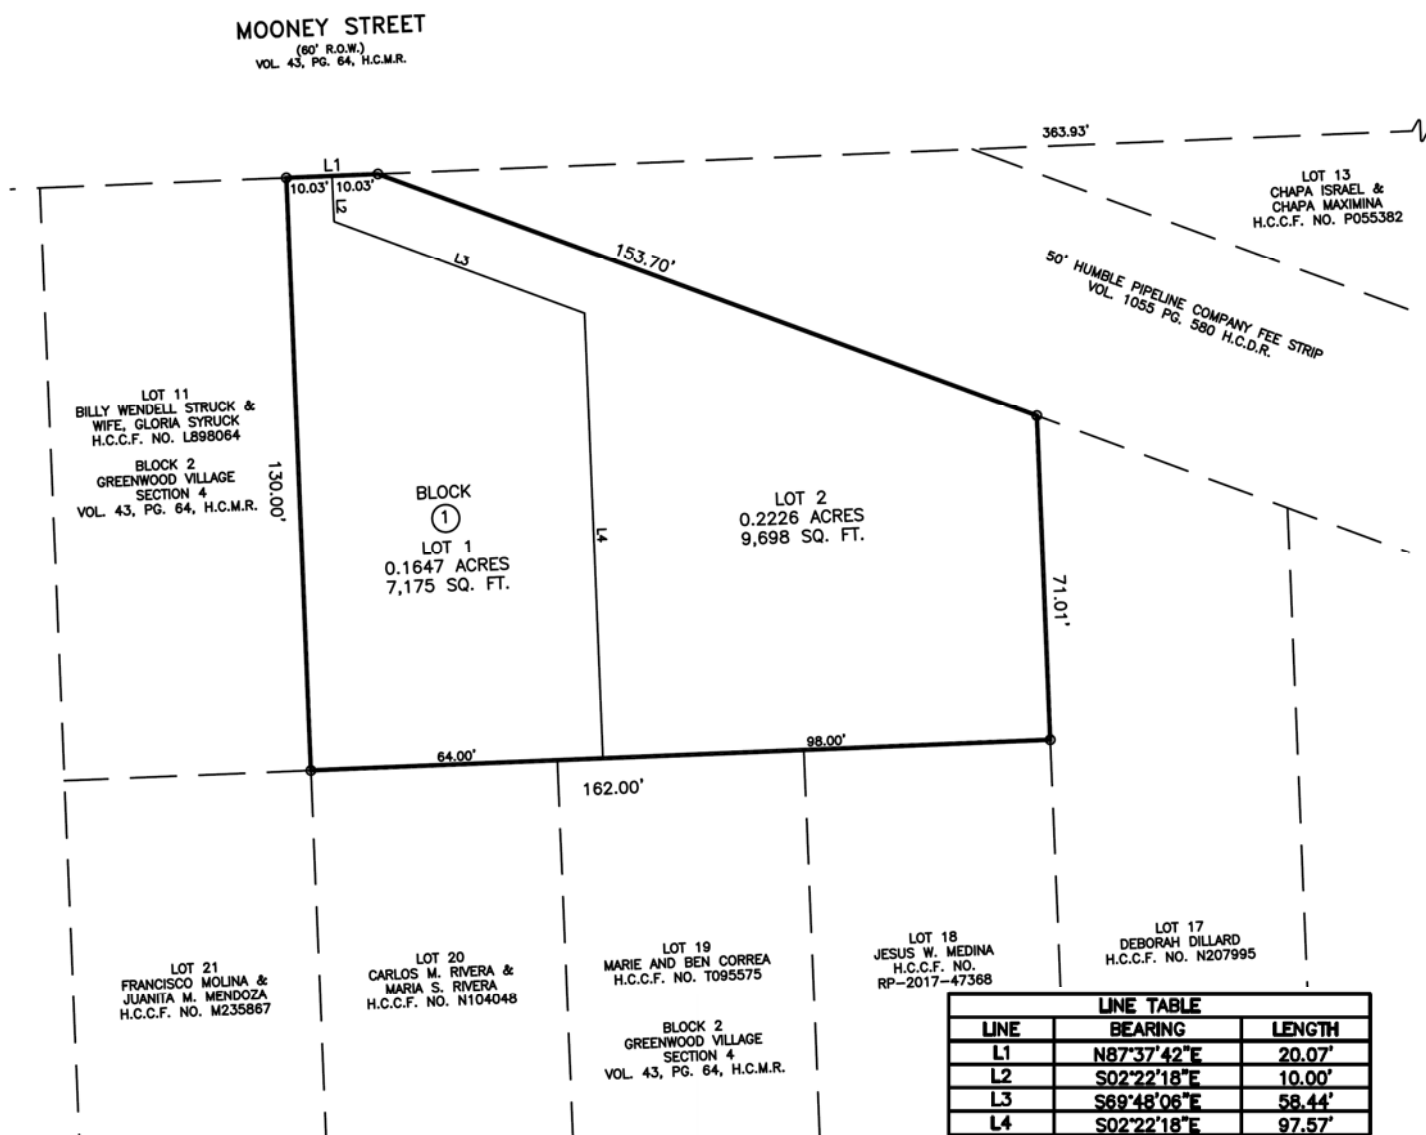 MOONEY STREET
(60' R.O.W.)
VOL. 43, PG. 64, H.C.M.R.
363.93'
L1
10.03'
10.03'
L2
L3
153.70'
LOT 13
CHAPA ISRAEL &
CHAPA MAXIMINA
H.C.C.F. NO. P055382
50' HUMBLE PIPELINE COMPANY FEE STRIP
VOL. 1055 PG. 580 H.C.D.R.
LOT 11
BILLY WENDELL STRUCK &
WIFE, GLORIA SYRUCK
H.C.C.F. NO. L898064
BLOCK 2
GREENWOOD VILLAGE
SECTION 4
VOL. 43, PG. 64, H.C.M.R.
130.00'
BLOCK
1
LOT 1
0.1647 ACRES
7,175 SQ. FT.
L4
LOT 2
0.2226 ACRES
9,698 SQ. FT.
71.01'
64.00'
98.00'
162.00'
LOT 21
FRANCISCO MOLINA &
JUANITA M. MENDOZA
H.C.C.F. NO. M235867
LOT 20
CARLOS M. RIVERA &
MARIA S. RIVERA
H.C.C.F. NO. N104048
LOT 19
MARIE AND BEN CORREA
H.C.C.F. NO. T095575
BLOCK 2
GREENWOOD VILLAGE
SECTION 4
VOL. 43, PG. 64, H.C.M.R.
LOT 18
JESUS W. MEDINA
H.C.C.F. NO.
RP-2017-47368
LOT 17
DEBORAH DILLARD
H.C.C.F. NO. N207995
LINE TABLE
LINE BEARING LENGTH
L1 N87°37'42"E 20.07'
L2 S02°22'18"E 10.00'
L3 S69°48'06"E 58.44'
L4 S02°22'18"E 97.57'